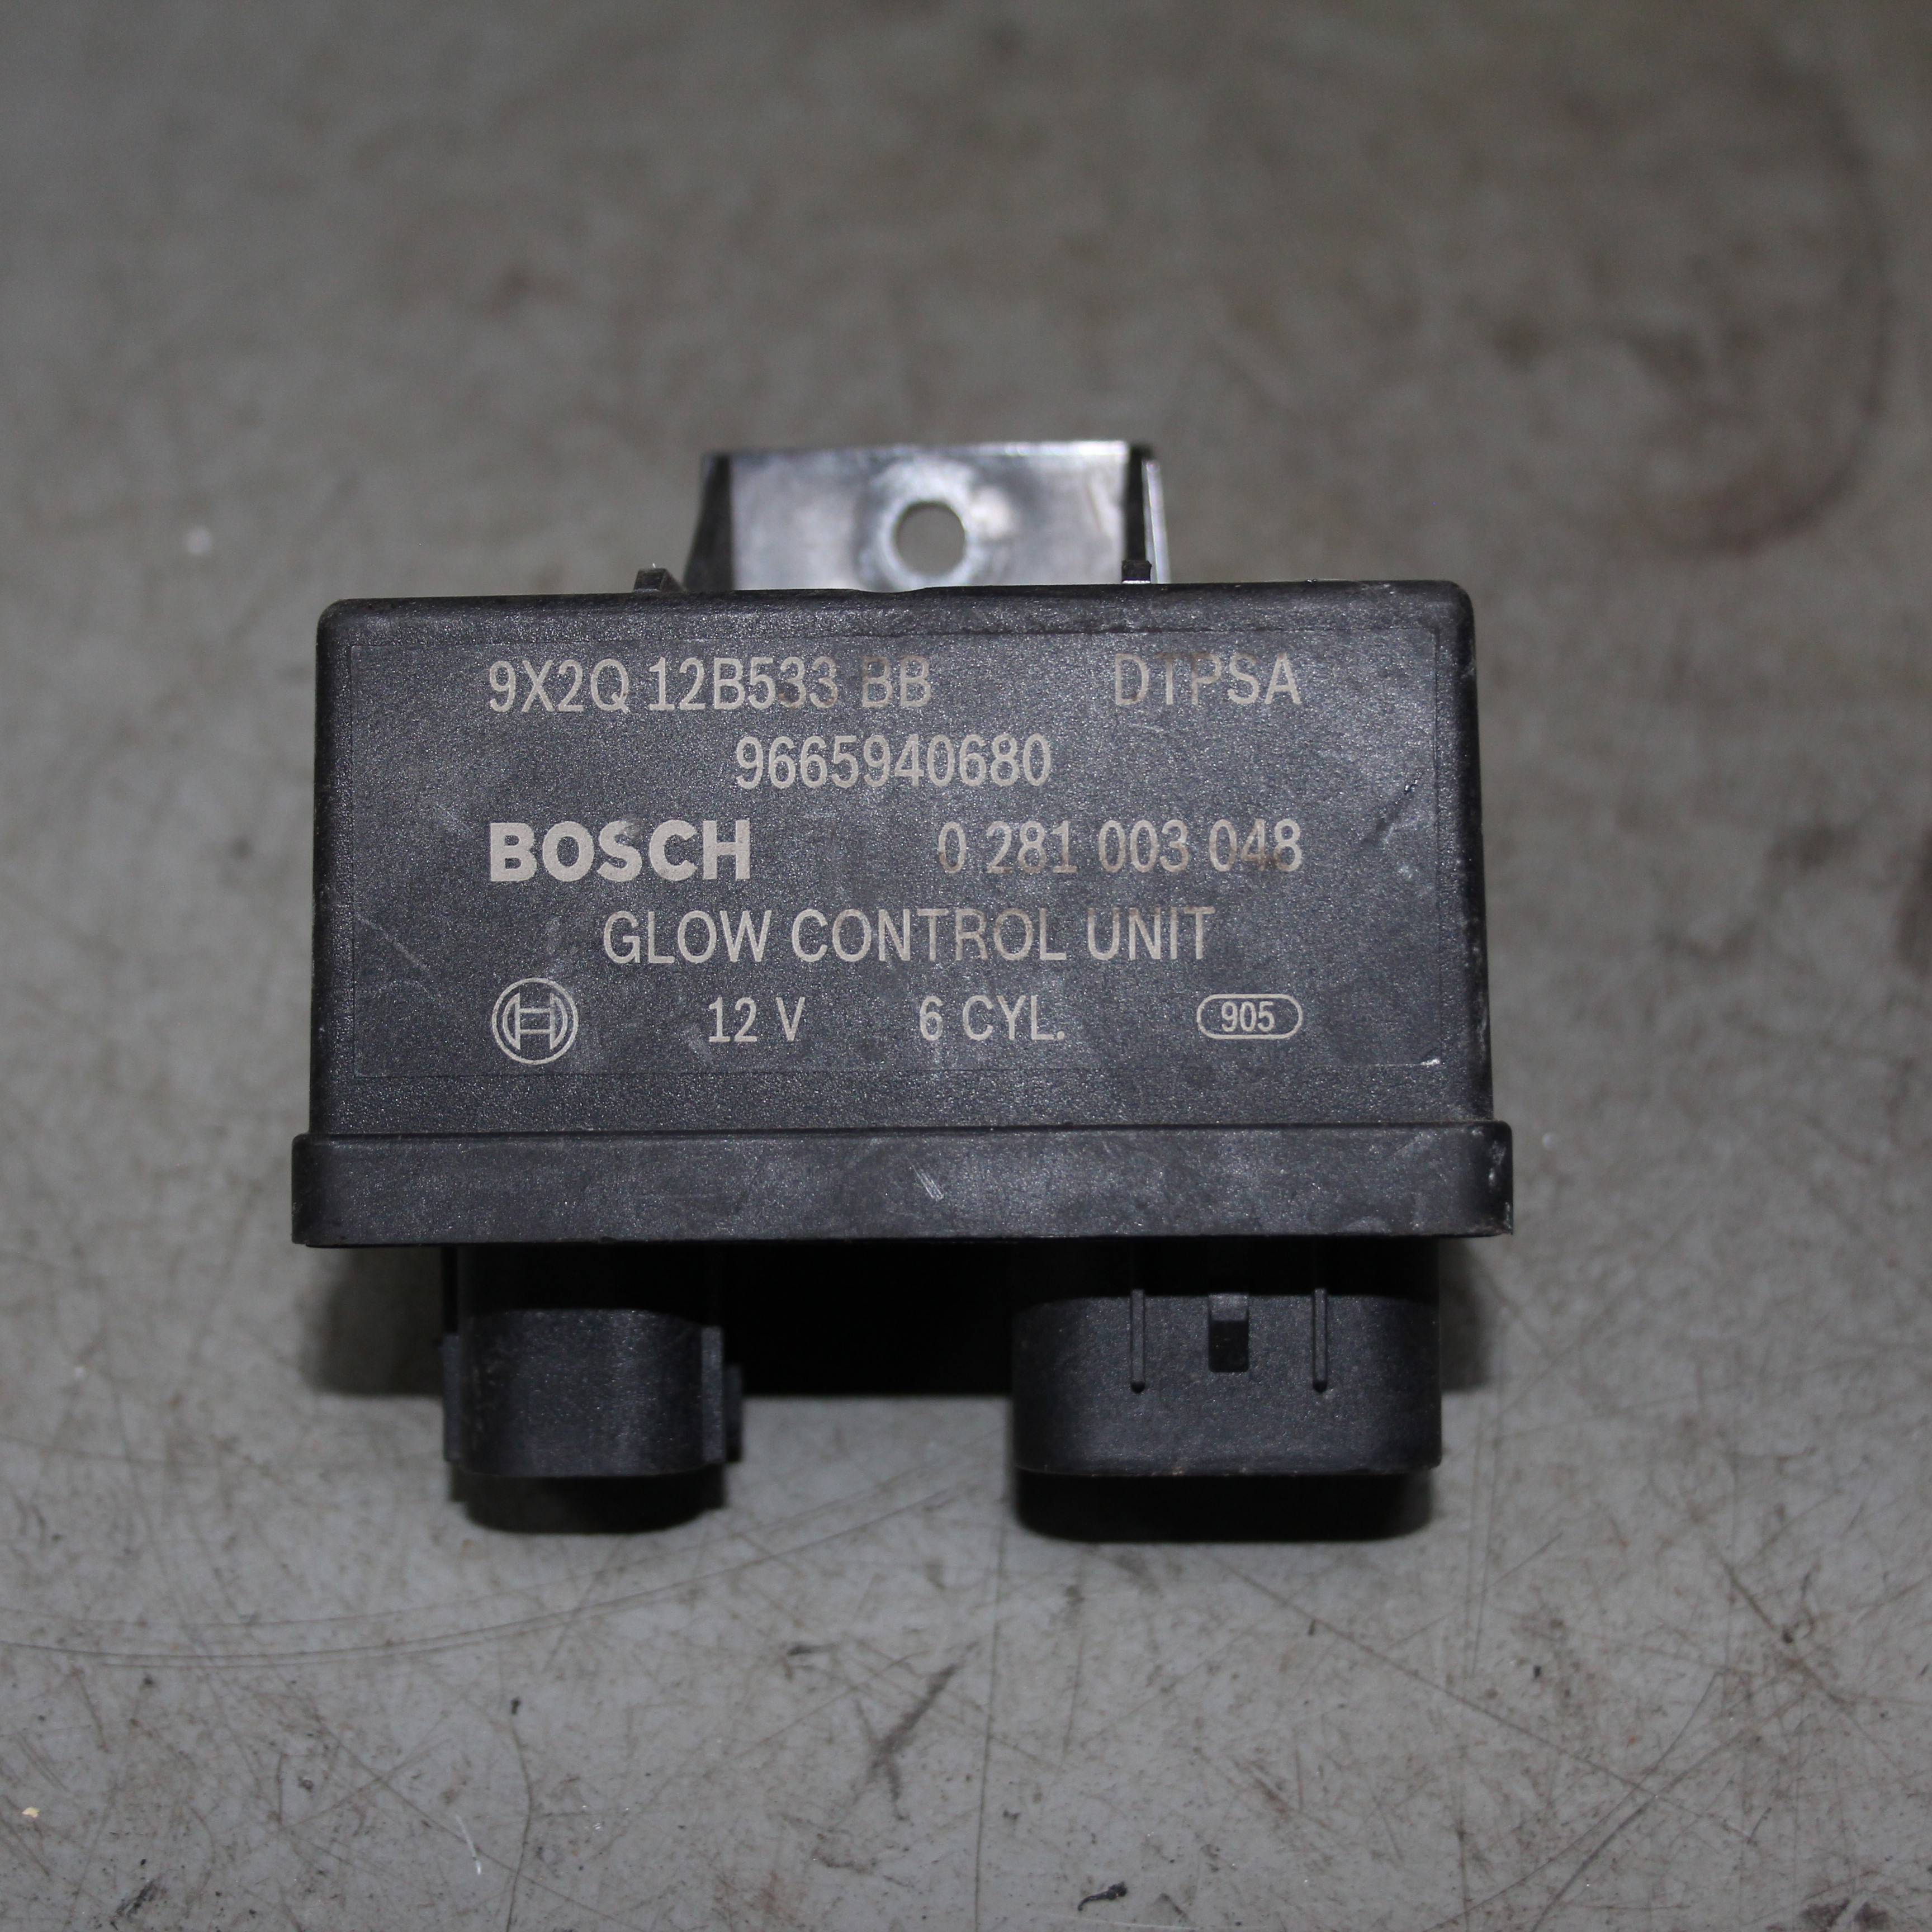 9X2Q 12B533 BB DTPSA
9665940680
BOSCH 0 281 003 048
GLOW CONTROL UNIT
12 V 6 CYL. 905